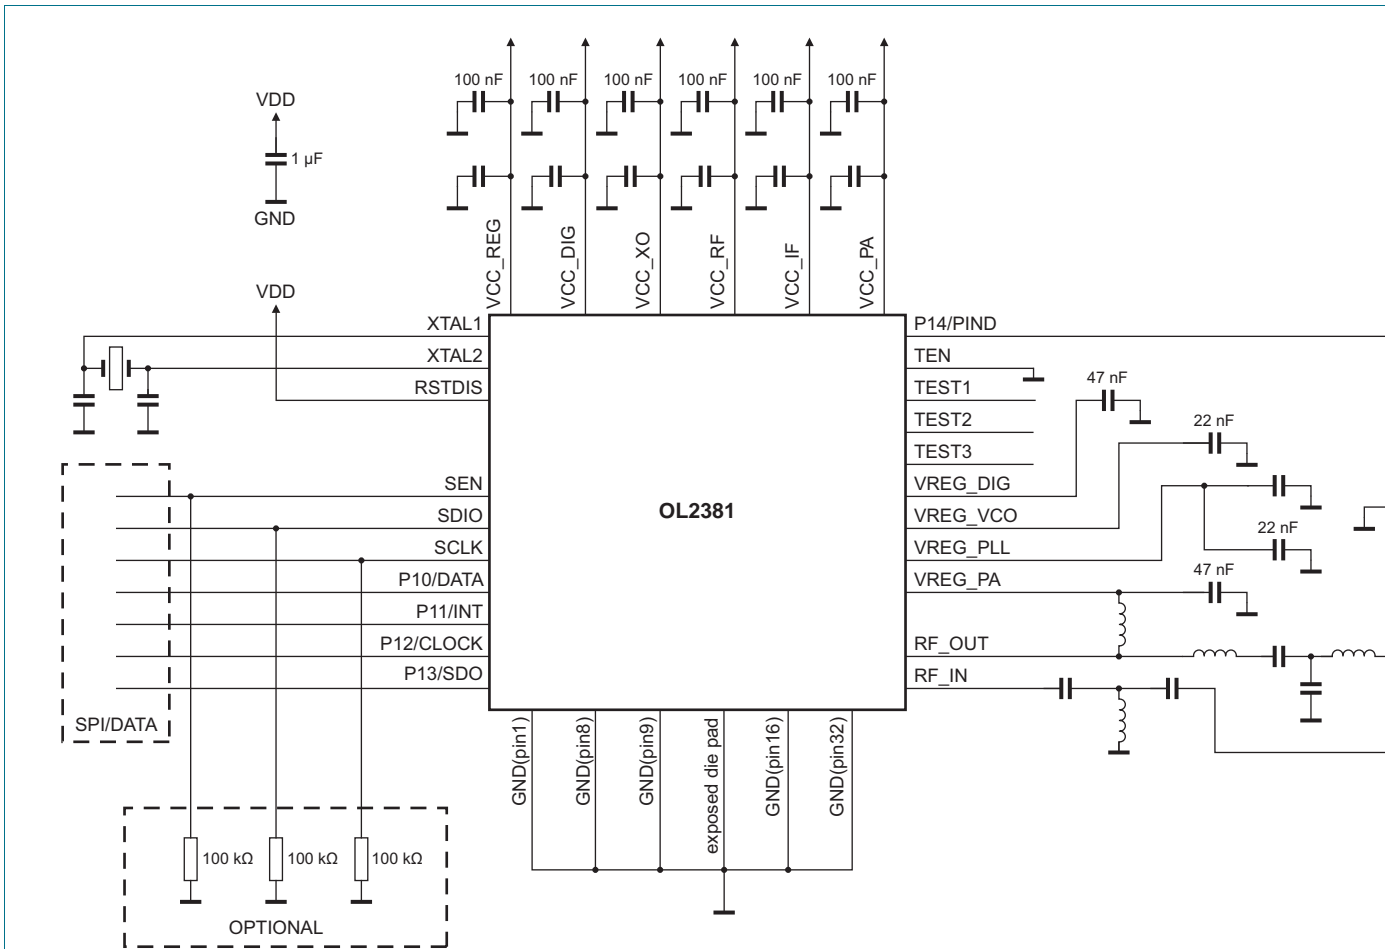 100 nF 100 nF 100 nF 100 nF 100 nF 100 nF
VDD
1 µF
GND
VCC_REG
VCC_DIG
VCC_XO
VCC_RF
VCC_IF
VCC_PA
VDD
XTAL1
XTAL2
RSTDIS
SEN
SDIO
SCLK
P10/DATA
P11/INT
P12/CLOCK
P13/SDO
SPI/DATA
OL2381
P14/PIND
TEN
TEST1
TEST2
TEST3
VREG_DIG
VREG_VCO
VREG_PLL
VREG_PA
RF_OUT
RF_IN
47 nF
22 nF
22 nF
47 nF
GND(pin1)
GND(pin8)
GND(pin9)
exposed die pad
GND(pin16)
GND(pin32)
100 kΩ 100 kΩ 100 kΩ
OPTIONAL